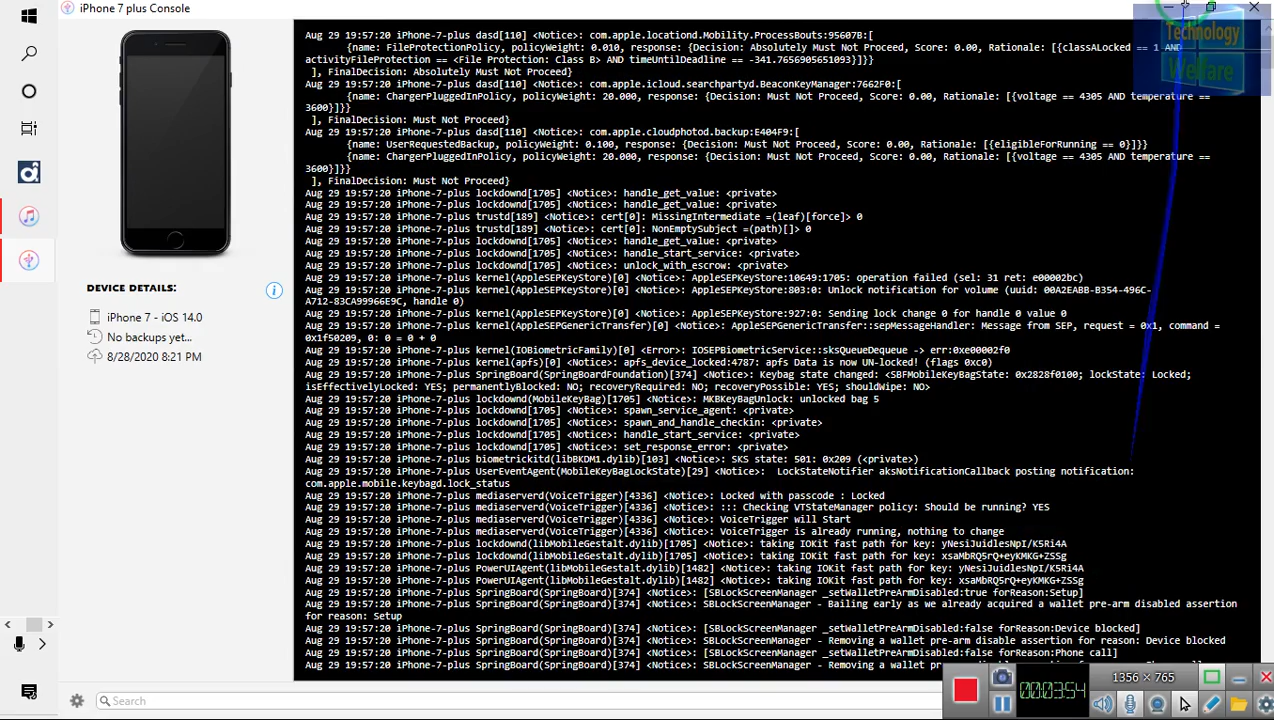 iPhone 7 plus Console
Technology
Welfare
Aug 29 19:57:20 iPhone-7-plus dasd[110] <Notice>: com.apple.locationd.Mobility.ProcessBouts:95607B:[
{name: FileProtectionPolicy, policyWeight: 0.010, response: {Decision: Absolutely Must Not Proceed, Score: 0.00, Rationale: [{classALocked == 1 AND
activityFileProtection == <File Protection: Class B> AND timeUntilDeadline == -341.7656905651093}]}}
], FinalDecision: Absolutely Must Not Proceed}
Aug 29 19:57:20 iPhone-7-plus dasd[110] <Notice>: com.apple.icloud.searchpartyd.BeaconKeyManager:7662F0:[
{name: ChargerPluggedInPolicy, policyWeight: 20.000, response: {Decision: Must Not Proceed, Score: 0.00, Rationale: [{voltage == 4305 AND temperature ==
3600}]}
], FinalDecision: Must Not Proceed}
Aug 29 19:57:20 iPhone-7-plus dasd[110] <Notice>: com.apple.cloudphotod.backup:E404F9:[
{name: UserRequestedBackup, policyWeight: 0.100, response: {Decision: Must Not Proceed, Score: 0.00, Rationale: [{eligibleForRunning == 0}]}}
{name: ChargerPluggedInPolicy, policyWeight: 20.000, response: {Decision: Must Not Proceed, Score: 0.00, Rationale: [{voltage == 4305 AND temperature ==
3600}]}
], FinalDecision: Must Not Proceed}
Aug 29 19:57:20 iPhone-7-plus lockdownd[1705] <Notice>: handle_get_value: <private>
Aug 29 19:57:20 iPhone-7-plus lockdownd[1705] <Notice>: handle_get_value: <private>
Aug 29 19:57:20 iPhone-7-plus trustd[189] <Notice>: cert[0]: MissingIntermediate =(leaf)[force]> 0
Aug 29 19:57:20 iPhone-7-plus trustd[189] <Notice>: cert[0]: NonEmptySubject =(path)[]> 0
Aug 29 19:57:20 iPhone-7-plus lockdownd[1705] <Notice>: handle_get_value: <private>
Aug 29 19:57:20 iPhone-7-plus lockdownd[1705] <Notice>: handle_start_service: <private>
Aug 29 19:57:20 iPhone-7-plus lockdownd[1705] <Notice>: unlock_with_escrow: <private>
Aug 29 19:57:20 iPhone-7-plus kernel(AppleSEPKeyStore)[0] <Notice>: AppleSEPKeyStore:10649:1705: operation failed (sel: 31 ret: e00002bc)
Aug 29 19:57:20 iPhone-7-plus kernel(AppleSEPKeyStore)[0] <Notice>: AppleSEPKeyStore:803:0: Unlock notification for volume (uuid: 00A2EABB-B354-496C-
A712-83CA99966E9C, handle 0)
Aug 29 19:57:20 iPhone-7-plus kernel(AppleSEPKeyStore)[0] <Notice>: AppleSEPKeyStore:927:0: Sending lock change 0 for handle 0 value 0
Aug 29 19:57:20 iPhone-7-plus kernel(AppleSEPGenericTransfer)[0] <Notice>: AppleSEPGenericTransfer::sepMessageHandler: Message from SEP, request = 0x1, command =
0x1f50209, 0: 0 = 0 + 0
Aug 29 19:57:20 iPhone-7-plus kernel(IOBiometricFamily)[0] <Error>: IOSEPBiometricService::sksQueueDequeue -> err:0xe00002f0
Aug 29 19:57:20 iPhone-7-plus kernel(apfs)[0] <Notice>: apfs_device_locked:4787: apfs Data is now UN-locked! (flags 0xc0)
Aug 29 19:57:20 iPhone-7-plus SpringBoard(SpringBoardFoundation)[374] <Notice>: Keybag state changed: <SBFMobileKeyBagState: 0x2828f0100; lockState: Locked;
isEffectivelyLocked: YES; permanentlyBlocked: NO; recoveryRequired: NO; recoveryPossible: YES; shouldWipe: NO>
Aug 29 19:57:20 iPhone-7-plus lockdownd(MobileKeyBag)[1705] <Notice>: MKBKeyBagUnlock: unlocked bag 5
Aug 29 19:57:20 iPhone-7-plus lockdownd[1705] <Notice>: spawn_service_agent: <private>
Aug 29 19:57:20 iPhone-7-plus lockdownd[1705] <Notice>: spawn_and_handle_checkin: <private>
Aug 29 19:57:20 iPhone-7-plus lockdownd[1705] <Notice>: handle_start_service: <private>
Aug 29 19:57:20 iPhone-7-plus lockdownd[1705] <Notice>: set_response_error: <private>
Aug 29 19:57:20 iPhone-7-plus biometrickitd(libBKDM1.dylib)[103] <Notice>: SKS state: 501: 0x209 (<private>)
Aug 29 19:57:20 iPhone-7-plus UserEventAgent(MobileKeyBagLockState)[29] <Notice>: LockStateNotifier aksNotificationCallback posting notification:
com.apple.mobile.keybagd.lock_status
Aug 29 19:57:20 iPhone-7-plus mediaserverd(VoiceTrigger)[4336] <Notice>: Locked with passcode : Locked
Aug 29 19:57:20 iPhone-7-plus mediaserverd(VoiceTrigger)[4336] <Notice>: ::: Checking VTStateManager policy: Should be running? YES
Aug 29 19:57:20 iPhone-7-plus mediaserverd(VoiceTrigger)[4336] <Notice>: VoiceTrigger will Start
Aug 29 19:57:20 iPhone-7-plus mediaserverd(VoiceTrigger)[4336] <Notice>: VoiceTrigger is already running, nothing to change
Aug 29 19:57:20 iPhone-7-plus lockdownd(libMobileGestalt.dylib)[1705] <Notice>: taking IOKit fast path for key: yNesiJuidlesNpI/K5Ri4A
Aug 29 19:57:20 iPhone-7-plus lockdownd(libMobileGestalt.dylib)[1705] <Notice>: taking IOKit fast path for key: xsaMbRQ5rQ+eyKMKG+ZSSg
Aug 29 19:57:20 iPhone-7-plus PowerUIAgent(libMobileGestalt.dylib)[1482] <Notice>: taking IOKit fast path for key: yNesiJuidlesNpI/K5Ri4A
Aug 29 19:57:20 iPhone-7-plus PowerUIAgent(libMobileGestalt.dylib)[1482] <Notice>: taking IOKit fast path for key: xsaMbRQ5rQ+eyKMKG+ZSSg
Aug 29 19:57:20 iPhone-7-plus SpringBoard(SpringBoard)[374] <Notice>: [SBLockScreenManager _setWalletPreArmDisabled:true forReason:Setup]
Aug 29 19:57:20 iPhone-7-plus SpringBoard(SpringBoard)[374] <Notice>: SBLockScreenManager - Bailing early as we already acquired a wallet pre-arm disabled assertion
for reason: Setup
Aug 29 19:57:20 iPhone-7-plus SpringBoard(SpringBoard)[374] <Notice>: [SBLockScreenManager _setWalletPreArmDisabled:false forReason:Device blocked]
Aug 29 19:57:20 iPhone-7-plus SpringBoard(SpringBoard)[374] <Notice>: SBLockScreenManager - Removing a wallet pre-arm disable assertion for reason: Device blocked
Aug 29 19:57:20 iPhone-7-plus SpringBoard(SpringBoard)[374] <Notice>: [SBLockScreenManager _setWalletPreArmDisabled:false forReason:Phone call]
Aug 29 19:57:20 iPhone-7-plus SpringBoard(SpringBoard)[374] <Notice>: SBLockScreenManager - Removing a wallet
DEVICE DETAILS:
iPhone 7 - iOS 14.0
No backups yet...
8/28/2020 8:21 PM
Search
1356 × 765
00:03:54